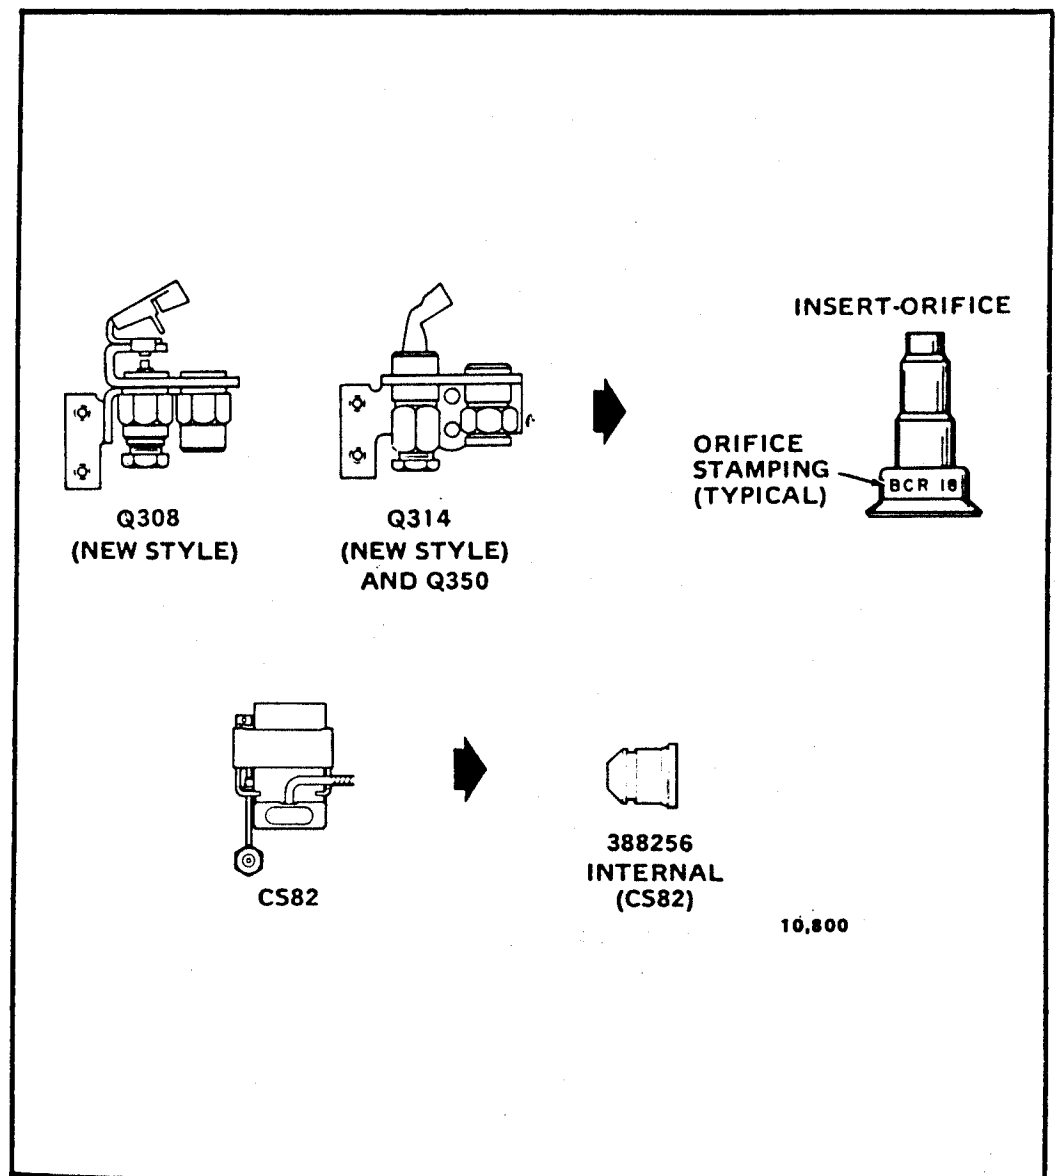 INSERT-ORIFICE
ORIFICE
STAMPING
(TYPICAL)
BCR 18
Q308
(NEW STYLE)
Q314
(NEW STYLE)
AND Q350
CS82
388256
INTERNAL
(CS82)
10,800